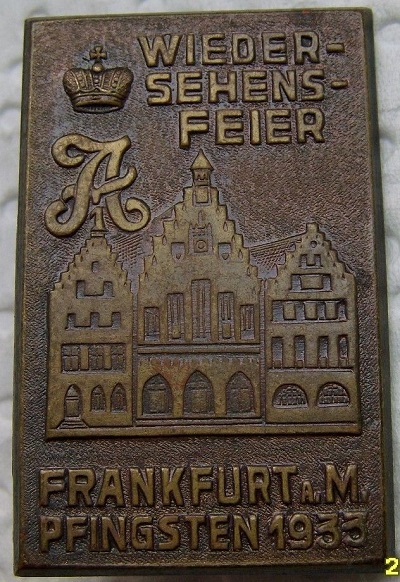 WIEDER-
SEHENS-
FEIER
A
FRANKFURT A.M.
PFINGSTEN 1933
2